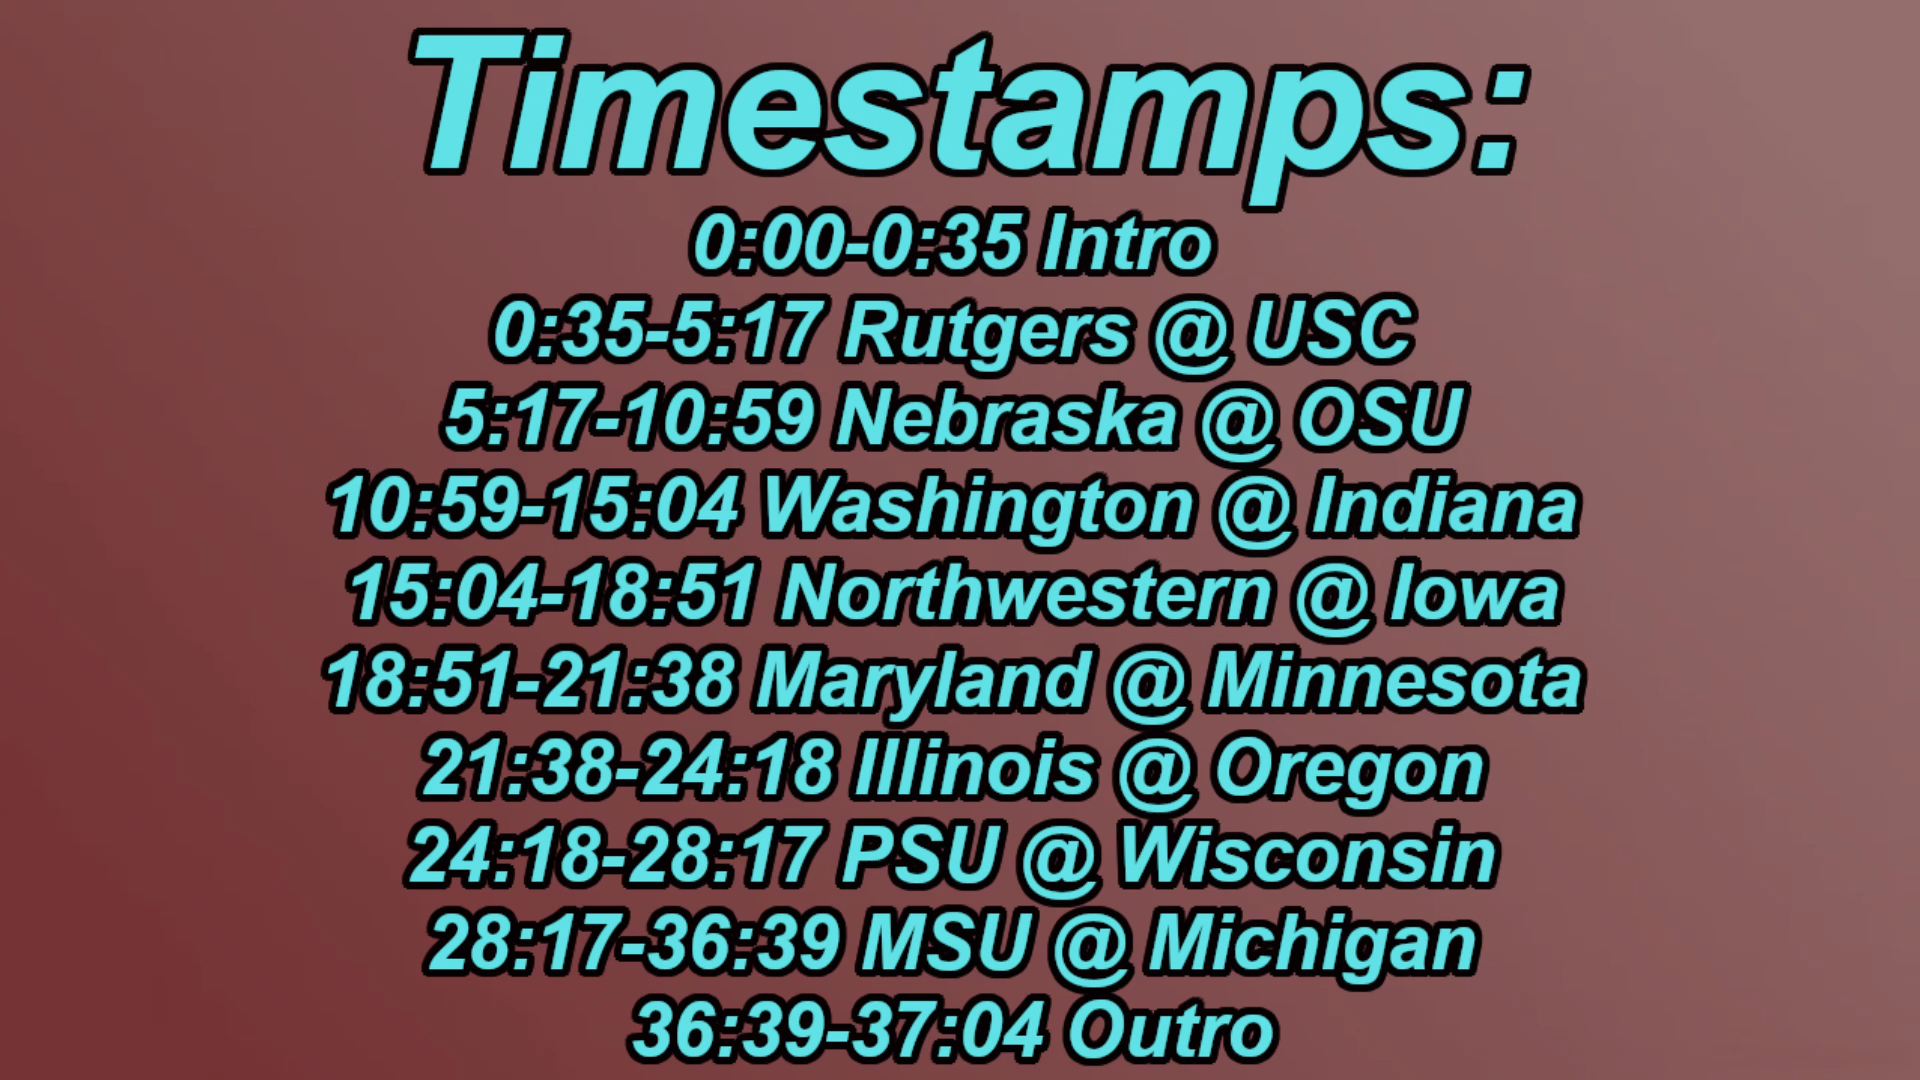 Timestamps:
0:00-0:35 Intro
0:35-5:17 Rutgers @ USC
5:17-10:59 Nebraska @ OSU
10:59-15:04 Washington @ Indiana
15:04-18:51 Northwestern @ Iowa
18:51-21:38 Maryland @ Minnesota
21:38-24:18 Illinois @ Oregon
24:18-28:17 PSU @ Wisconsin
28:17-36:39 MSU @ Michigan
36:39-37:04 Outro